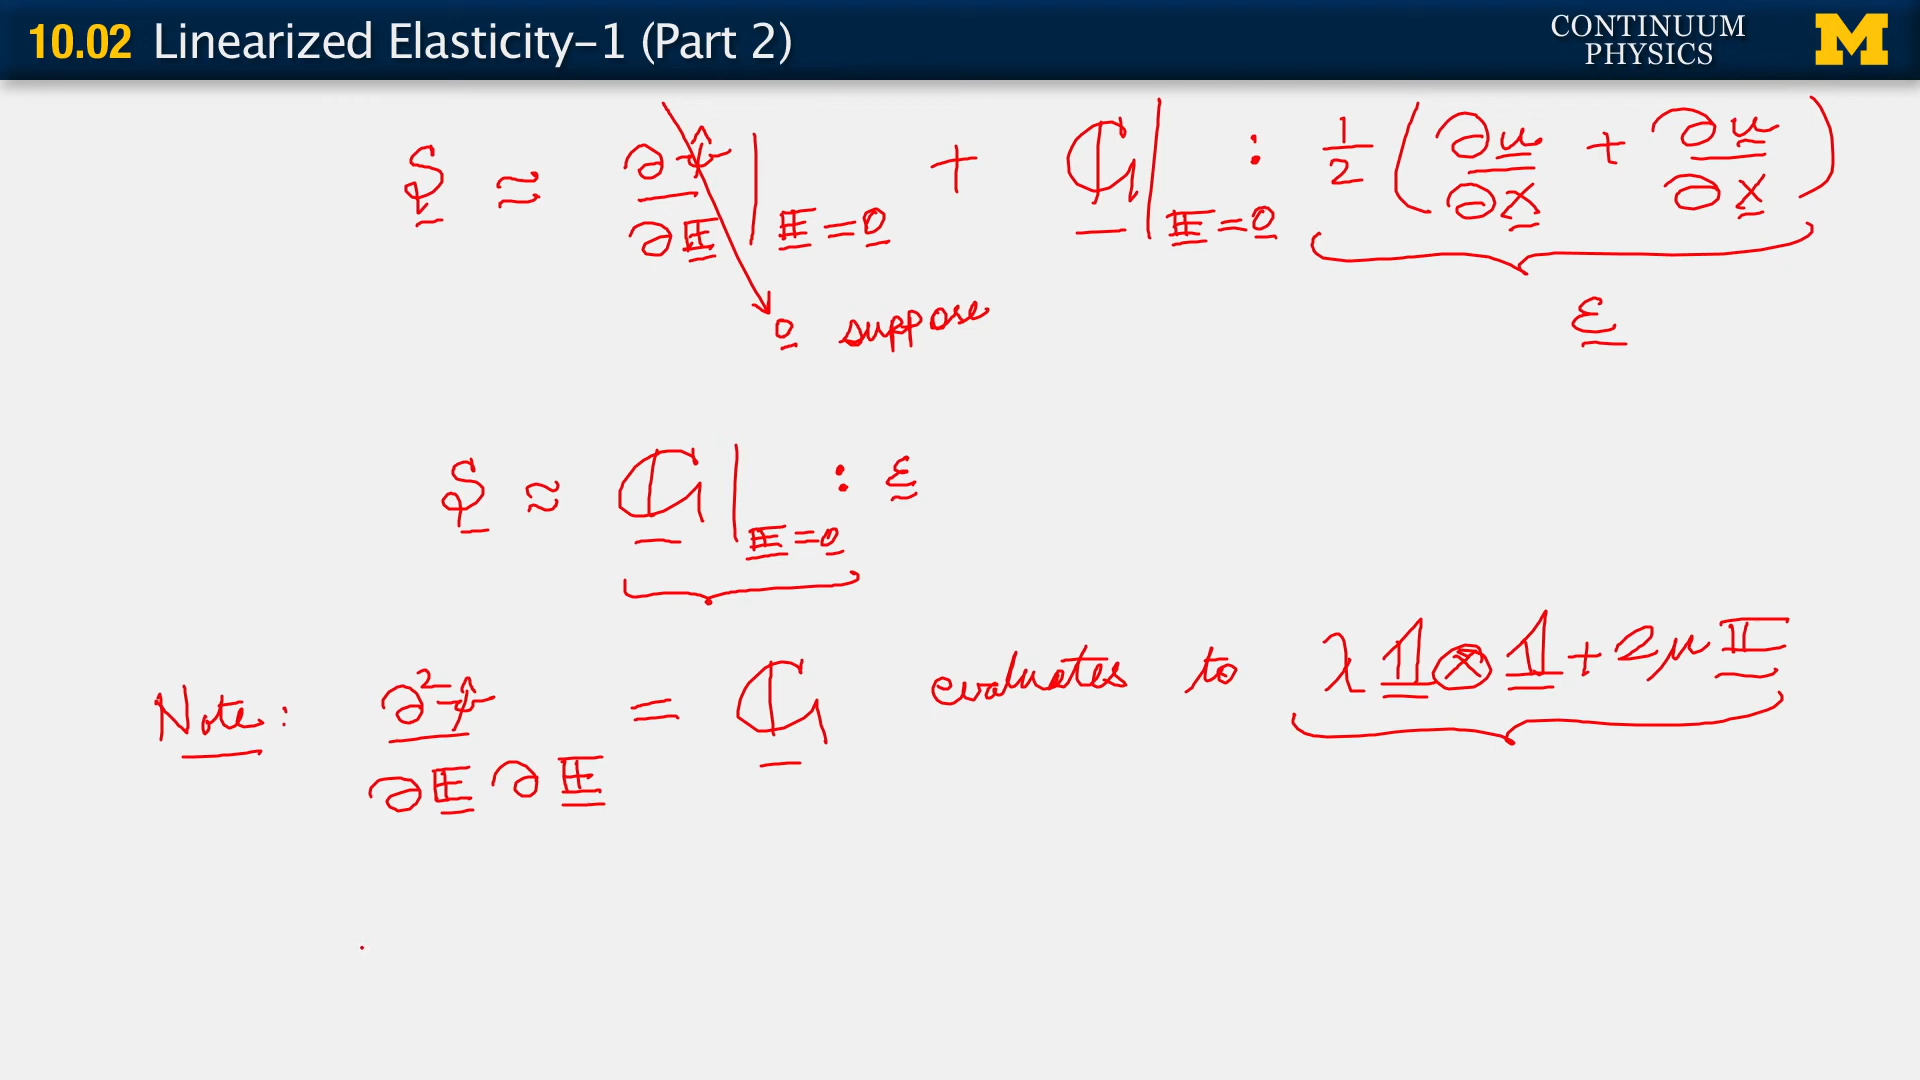 10.02 Linearized Elasticity-1 (Part 2)
CONTINUUM PHYSICS
M
S ≈ ∂ψ̂/∂E |E=0 + ℂ |E=0 : 1/2 (∂u/∂X + ∂u/∂X)
0 suppose
ε
S ≈ ℂ |E=0 : ε
Note: ∂²ψ̂/∂E∂E = ℂ evaluates to λ 𝟙⊗𝟙 + 2μ𝕀